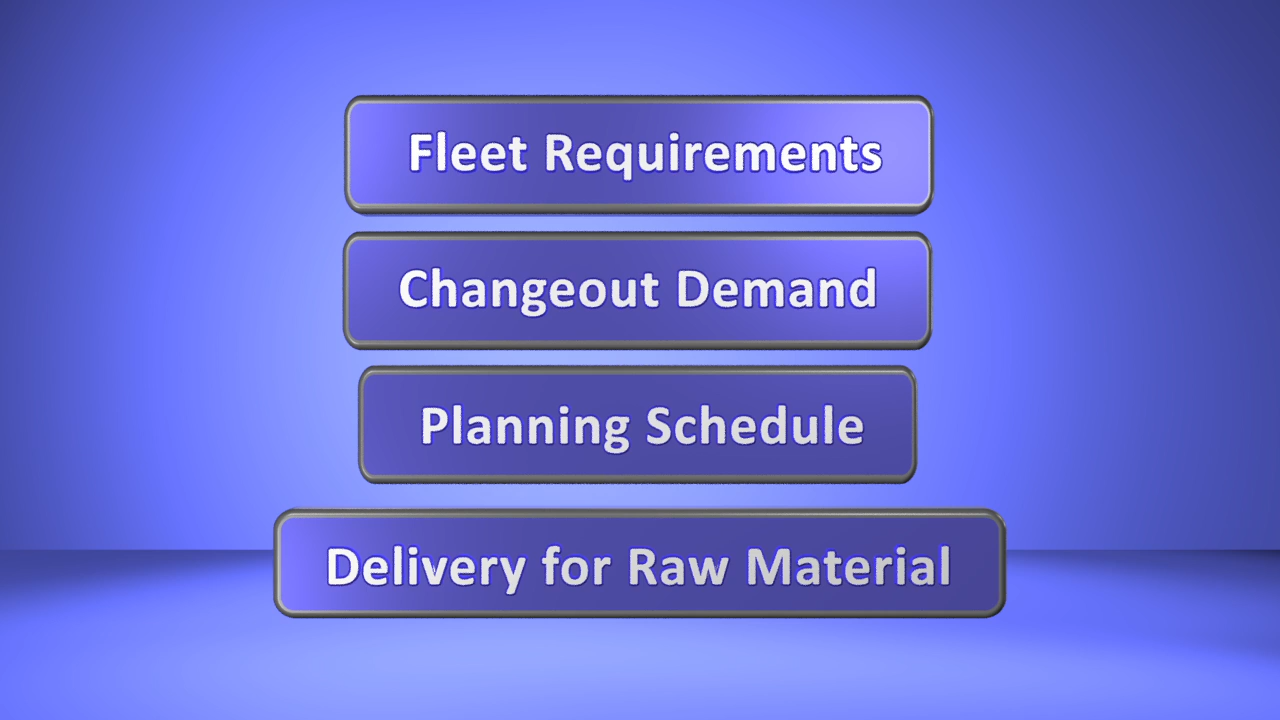 Fleet Requirements
Changeout Demand
Planning Schedule
Delivery for Raw Material